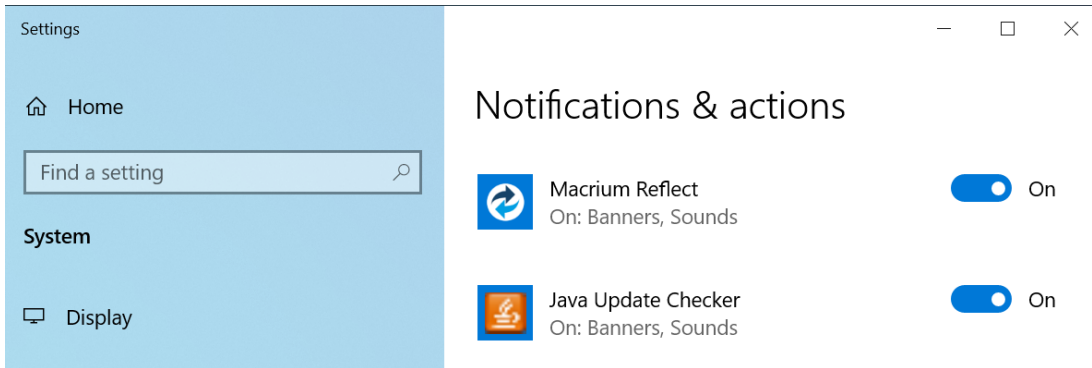 Settings
Home
Find a setting
System
Display
Notifications & actions
Macrium Reflect
On: Banners, Sounds
On
Java Update Checker
On: Banners, Sounds
On